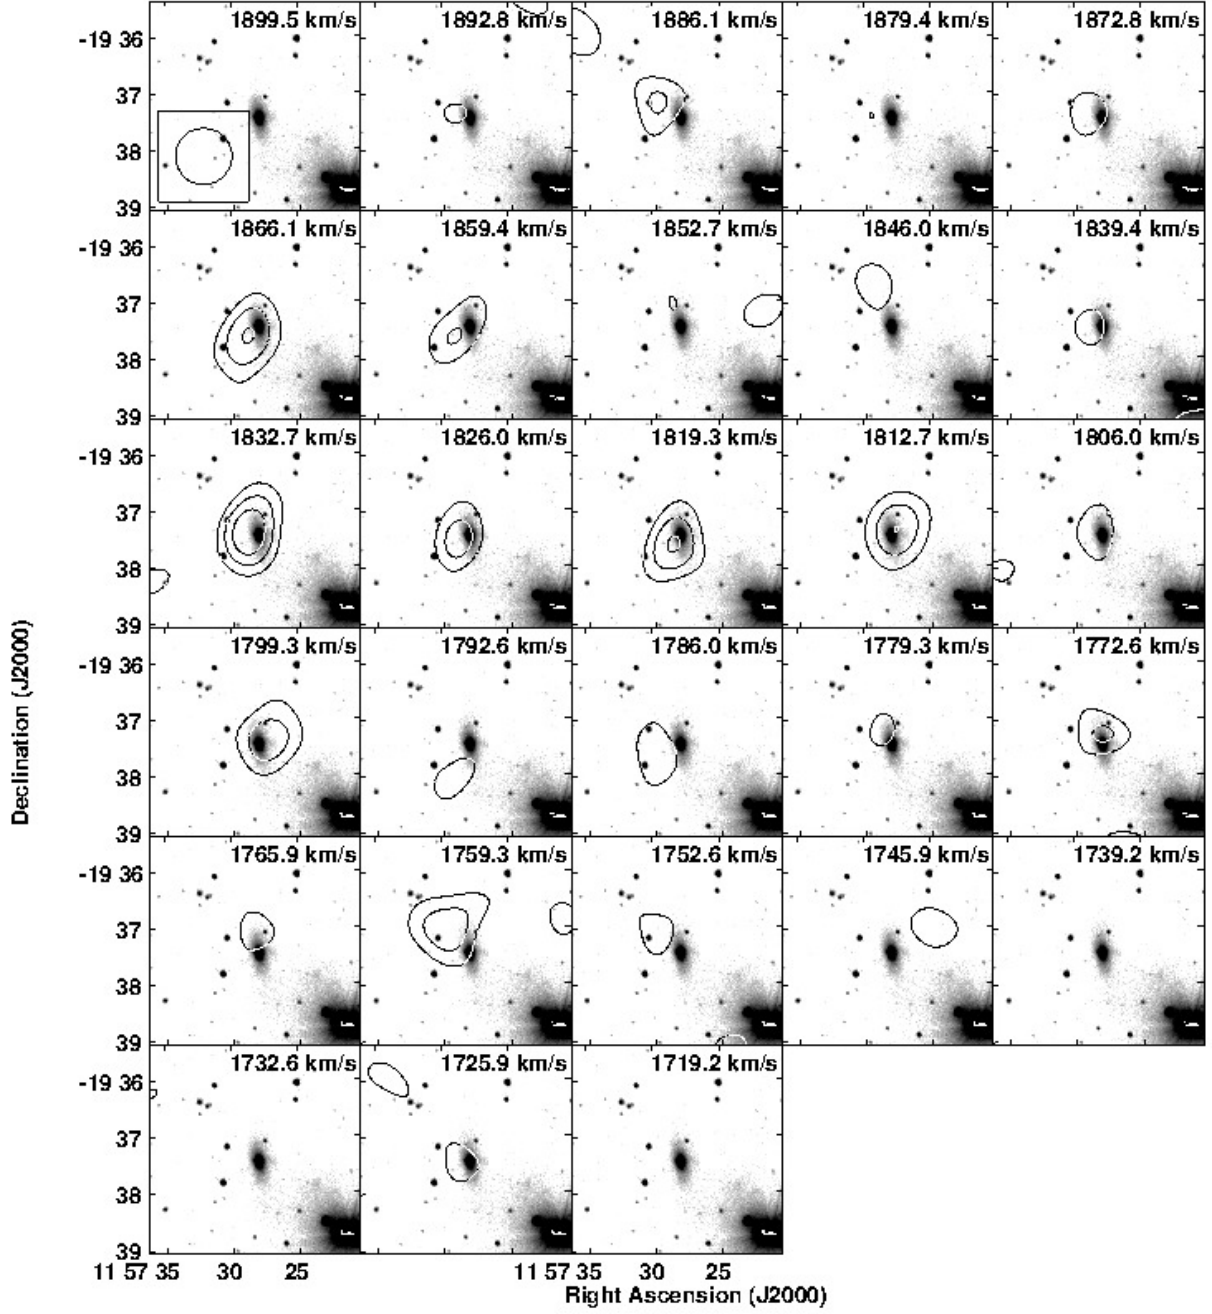 1899.5 km/s 1892.8 km/s 1886.1 km/s 1879.4 km/s 1872.8 km/s
-19 36
37
38
39
1866.1 km/s 1859.4 km/s 1852.7 km/s 1846.0 km/s 1839.4 km/s
-19 36
37
38
39
1832.7 km/s 1826.0 km/s 1819.3 km/s 1812.7 km/s 1806.0 km/s
-19 36
37
38
39
1799.3 km/s 1792.6 km/s 1786.0 km/s 1779.3 km/s 1772.6 km/s
-19 36
37
38
39
1765.9 km/s 1759.3 km/s 1752.6 km/s 1745.9 km/s 1739.2 km/s
-19 36
37
38
39
1732.6 km/s 1725.9 km/s 1719.2 km/s
-19 36
37
38
39
11 57 35 30 25 11 57 35 30 25
Right Ascension (J2000)
Declination (J2000)